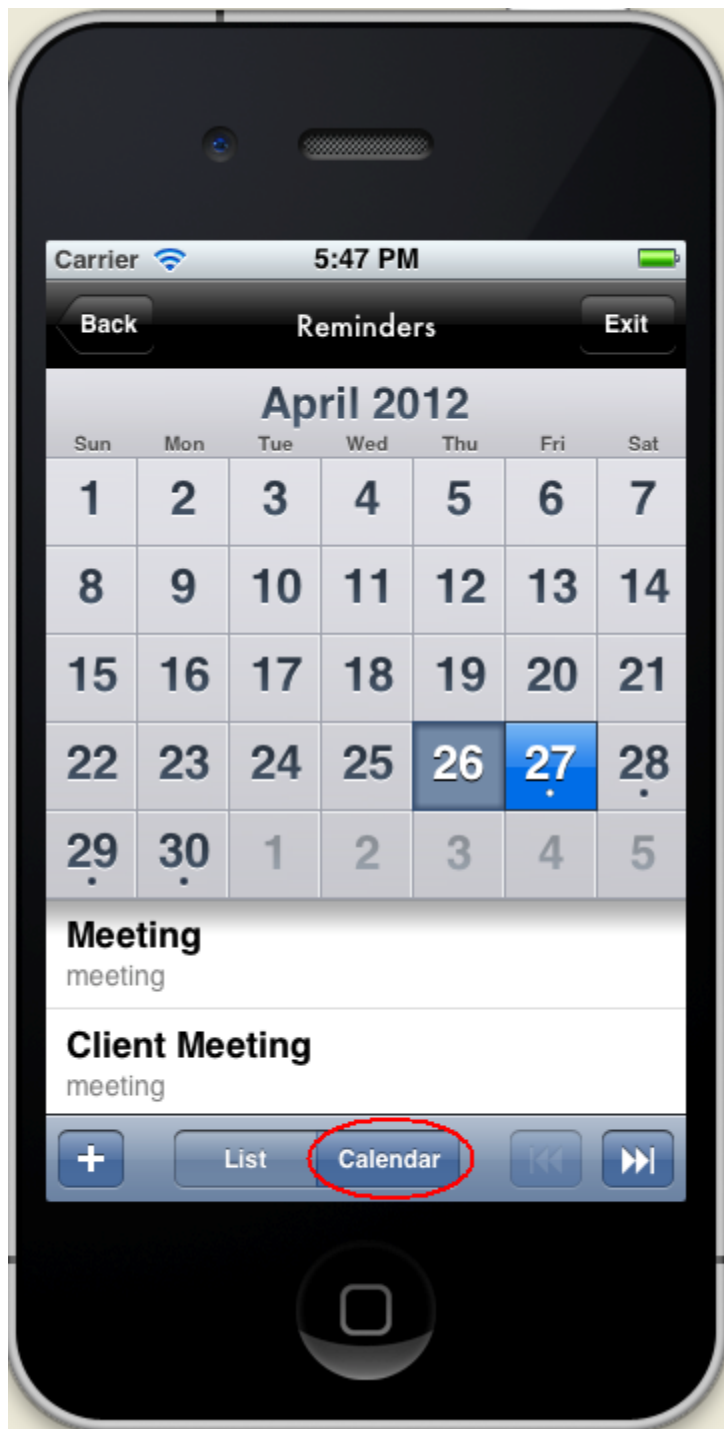 Carrier 5:47 PM
Back Reminders Exit
April 2012
Sun Mon Tue Wed Thu Fri Sat
1 2 3 4 5 6 7
8 9 10 11 12 13 14
15 16 17 18 19 20 21
22 23 24 25 26 27 28
29 30 1 2 3 4 5
Meeting
meeting
Client Meeting
meeting
+ List Calendar